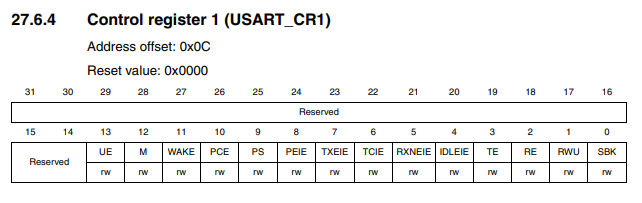 27.6.4 Control register 1 (USART_CR1)
Address offset: 0x0C
Reset value: 0x0000
31 30 29 28 27 26 25 24 23 22 21 20 19 18 17 16
Reserved
15 14 13 12 11 10 9 8 7 6 5 4 3 2 1 0
Reserved UE M WAKE PCE PS PEIE TXEIE TCIE RXNEIE IDLEIE TE RE RWU SBK
rw rw rw rw rw rw rw rw rw rw rw rw rw rw